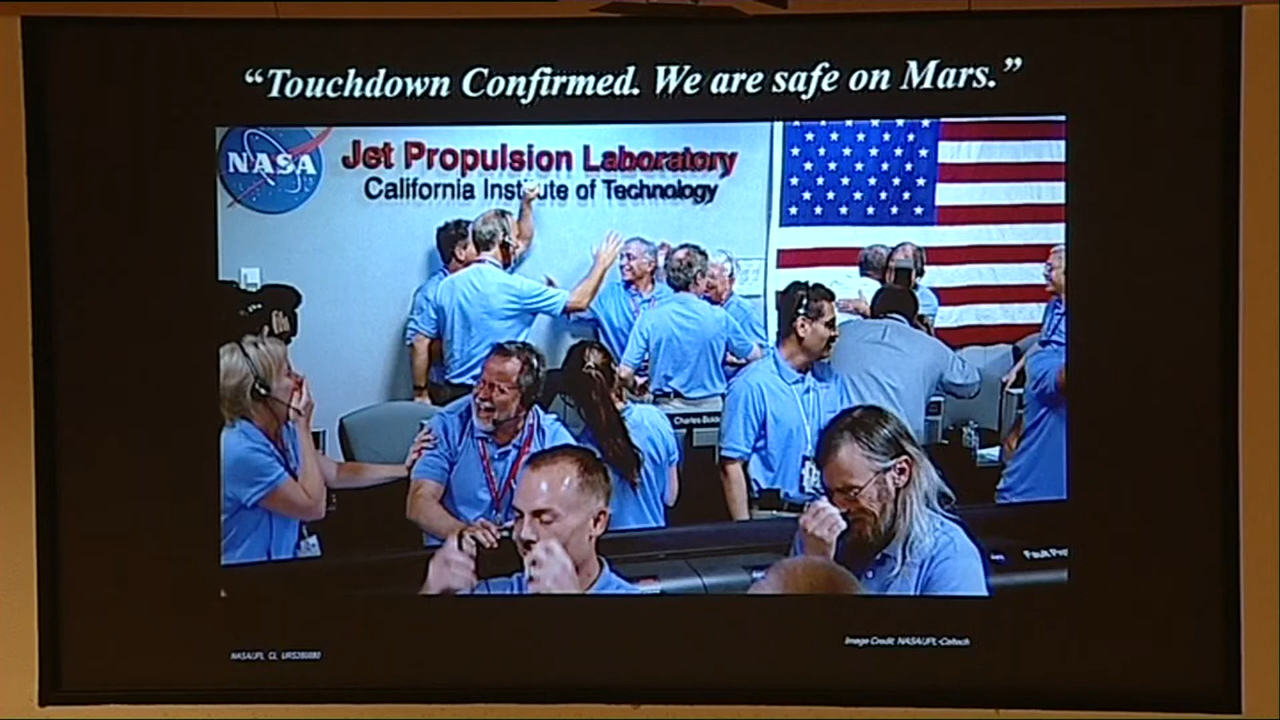 “Touchdown Confirmed. We are safe on Mars.”
NASA
Jet Propulsion Laboratory
California Institute of Technology
Charles
Image Credit: NASA/JPL-Caltech